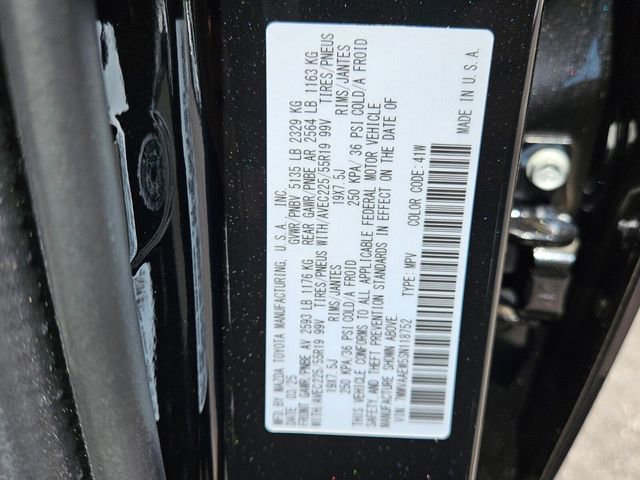 MFD BY MAZDA TOYOTA MANUFACTURING, U.S.A., INC.
DATE: 03/25 GVWR/PNBV 5135 LB 2329 KG
FRONT GAWR/PNBE AV 2593 LB 1176 KG REAR GAWR/PNBE AR 2564 LB 1163 KG
WITH/AVEC225/55R19 99V TIRES/PNEUS WITH/AVEC225/55R19 99V TIRES/PNEUS
19X7.5J RIMS/JANTES 19X7.5J RIMS/JANTES
250 KPA/36 PSI COLD/A FROID 250 KPA/36 PSI COLD/A FROID
THIS VEHICLE CONFORMS TO ALL APPLICABLE FEDERAL MOTOR VEHICLE
SAFETY AND THEFT PREVENTION STANDARDS IN EFFECT ON THE DATE OF
MANUFACTURE SHOWN ABOVE.
TYPE: MPV COLOR CODE: 41W
MADE IN U.S.A.